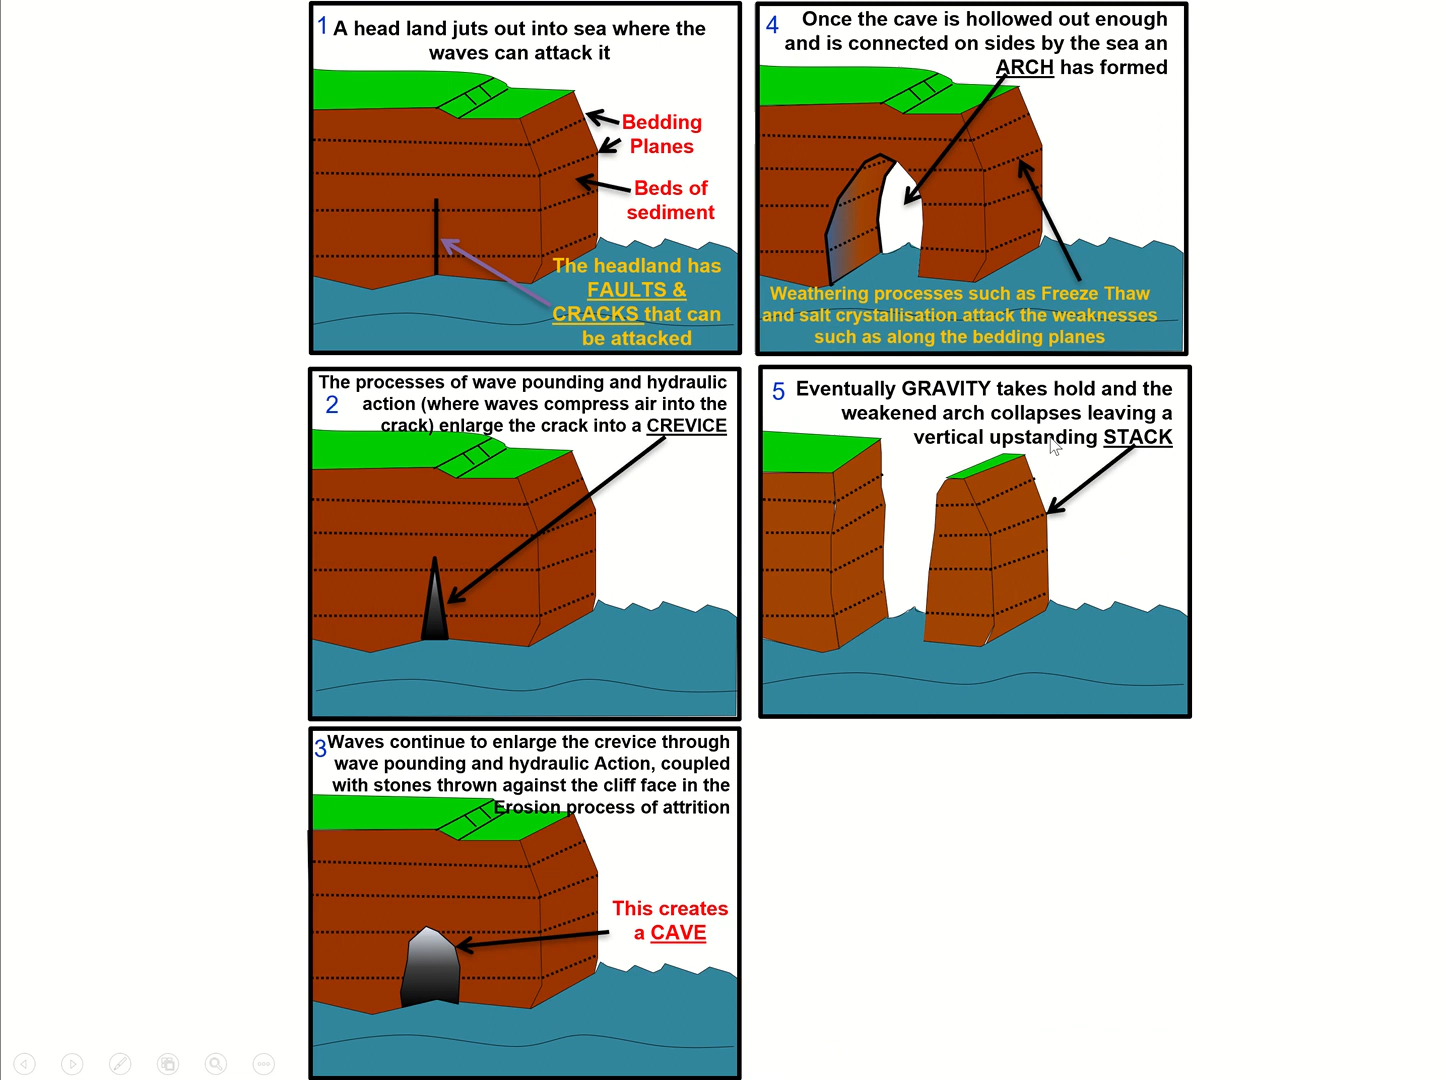 1
A head land juts out into sea where the
waves can attack it
Bedding
Planes
Beds of
sediment
The headland has
FAULTS &
CRACKS that can
be attacked
2
The processes of wave pounding and hydraulic
action (where waves compress air into the
crack) enlarge the crack into a CREVICE
3
Waves continue to enlarge the crevice through
wave pounding and hydraulic Action, coupled
with stones thrown against the cliff face in the
Erosion process of attrition
This creates
a CAVE
4
Once the cave is hollowed out enough
and is connected on sides by the sea an
ARCH has formed
Weathering processes such as Freeze Thaw
and salt crystallisation attack the weaknesses
such as along the bedding planes
5
Eventually GRAVITY takes hold and the
weakened arch collapses leaving a
vertical upstanding STACK